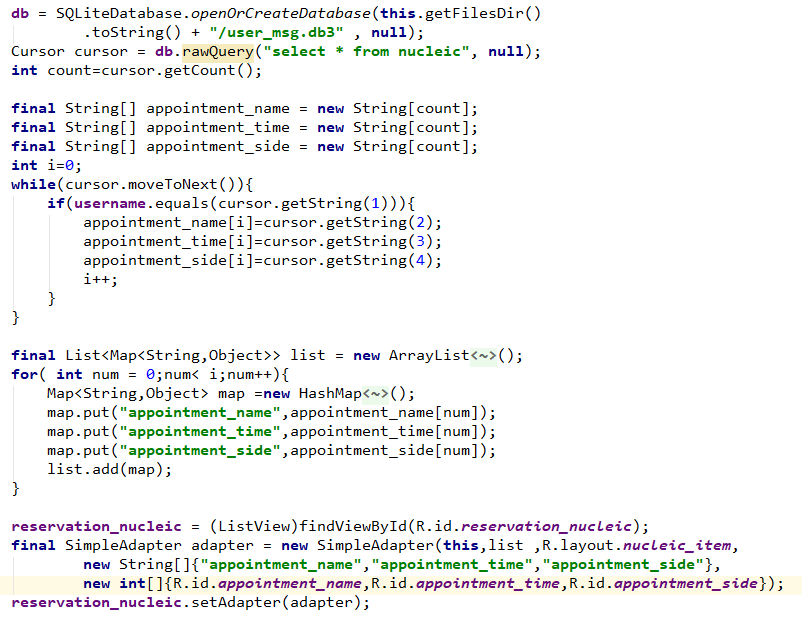 db = SQLiteDatabase.openOrCreateDatabase(this.getFilesDir()
        .toString() + "/user_msg.db3" , null);
Cursor cursor = db.rawQuery("select * from nucleic", null);
int count=cursor.getCount();

final String[] appointment_name = new String[count];
final String[] appointment_time = new String[count];
final String[] appointment_side = new String[count];
int i=0;
while(cursor.moveToNext()){
    if(username.equals(cursor.getString(1))){
        appointment_name[i]=cursor.getString(2);
        appointment_time[i]=cursor.getString(3);
        appointment_side[i]=cursor.getString(4);
        i++;
    }
}

final List<Map<String,Object>> list = new ArrayList<~>();
for( int num = 0;num< i;num++){
    Map<String,Object> map =new HashMap<~>();
    map.put("appointment_name",appointment_name[num]);
    map.put("appointment_time",appointment_time[num]);
    map.put("appointment_side",appointment_side[num]);
    list.add(map);
}

reservation_nucleic = (ListView)findViewById(R.id.reservation_nucleic);
final SimpleAdapter adapter = new SimpleAdapter(this,list ,R.layout.nucleic_item,
        new String[]{"appointment_name","appointment_time","appointment_side"},
        new int[]{R.id.appointment_name,R.id.appointment_time,R.id.appointment_side});
reservation_nucleic.setAdapter(adapter);